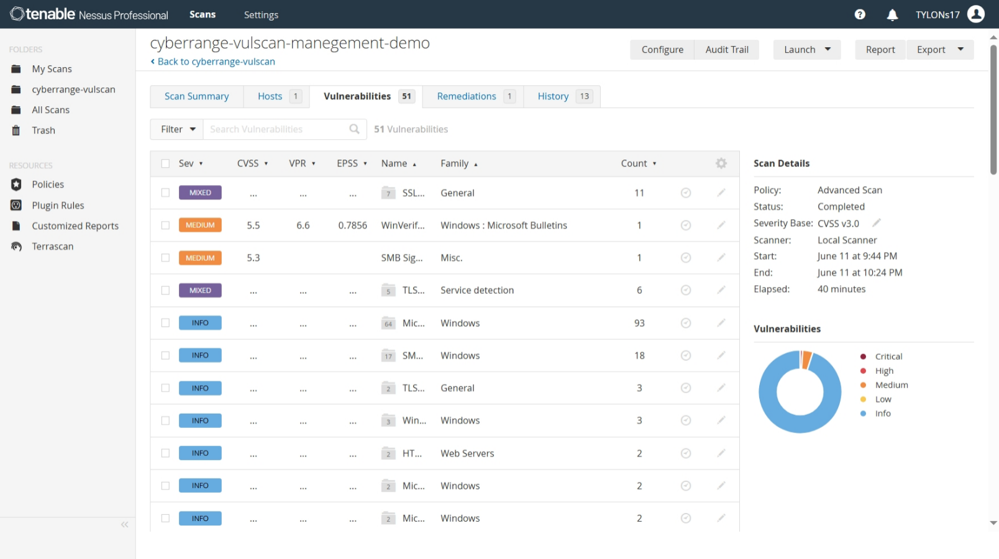 tenable Nessus Professional Scans Settings TYLONs17
FOLDERS
My Scans
cyberrange-vulscan
All Scans
Trash
RESOURCES
Policies
Plugin Rules
Customized Reports
Terrascan
cyberrange-vulscan-manegement-demo
Back to cyberrange-vulscan
Configure Audit Trail Launch Report Export
Scan Summary Hosts 1 Vulnerabilities 51 Remediations 1 History 13
Filter Search Vulnerabilities 51 Vulnerabilities
Sev CVSS VPR EPSS Name Family Count
MIXED ... ... ... 7 SSL... General 11
MEDIUM 5.5 6.6 0.7856 WinVerif... Windows : Microsoft Bulletins 1
MEDIUM 5.3 SMB Sig... Misc. 1
MIXED ... ... ... 5 TLS... Service detection 6
INFO ... ... ... 64 Mic... Windows 93
INFO ... ... ... 17 SM... Windows 18
INFO ... ... ... 2 TLS... General 3
INFO ... ... ... 3 Win... Windows 3
INFO ... ... ... 2 HT... Web Servers 2
INFO ... ... ... 2 Mic... Windows 2
INFO ... ... ... 2 Mic... Windows 2
Scan Details
Policy: Advanced Scan
Status: Completed
Severity Base: CVSS v3.0
Scanner: Local Scanner
Start: June 11 at 9:44 PM
End: June 11 at 10:24 PM
Elapsed: 40 minutes
Vulnerabilities
Critical
High
Medium
Low
Info